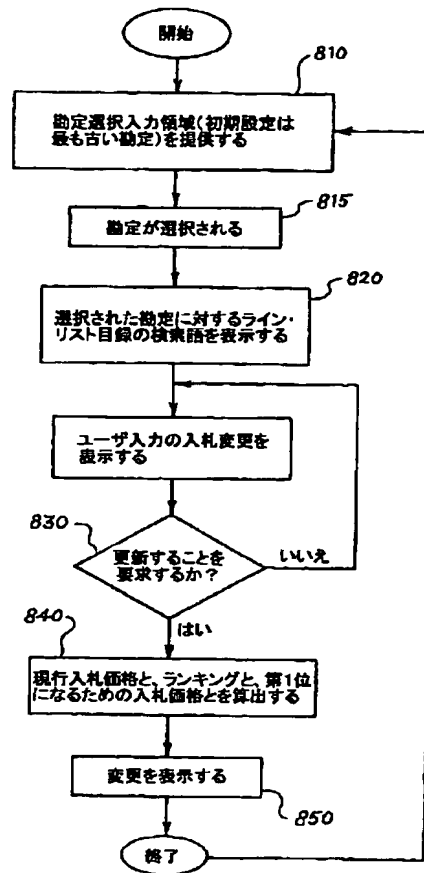 開始
810
勘定選択入力領域(初期設定は
最も古い勘定)を提供する
815
勘定が選択される
820
選択された勘定に対するライン・
リスト目録の検索語を表示する
ユーザ入力の入札変更を
表示する
830
更新することを
要求するか?
いいえ
はい
840
現行入札価格と、ランキングと、第1位
になるための入札価格とを算出する
変更を表示する
850
終了